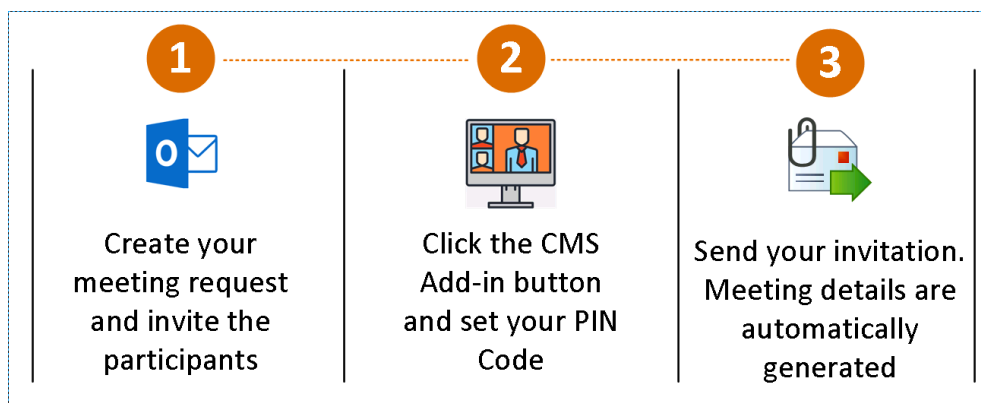 1
O
Create your
meeting request
and invite the
participants
2
Click the CMS
Add-in button
and set your PIN
Code
3
Send your invitation.
Meeting details are
automatically
generated